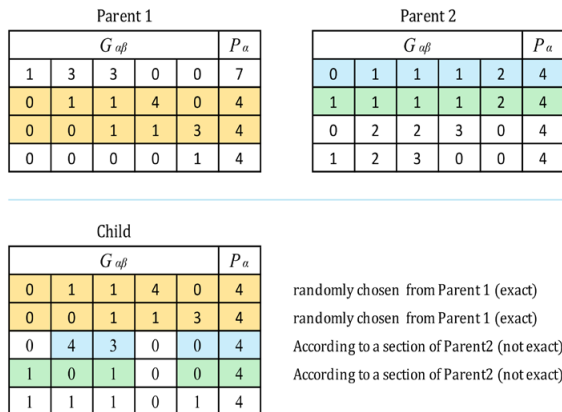 Parent 1
G αβ P α
1 3 3 0 0 7
0 1 1 4 0 4
0 0 1 1 3 4
0 0 0 0 1 4
Parent 2
G αβ P α
0 1 1 1 2 4
1 1 1 1 2 4
0 2 2 3 0 4
1 2 3 0 0 4
Child
G αβ P α
0 1 1 4 0 4 randomly chosen from Parent 1 (exact)
0 0 1 1 3 4 randomly chosen from Parent 1 (exact)
0 4 3 0 0 4 According to a section of Parent2 (not exact)
1 0 1 0 0 4 According to a section of Parent2 (not exact)
1 1 1 0 1 4